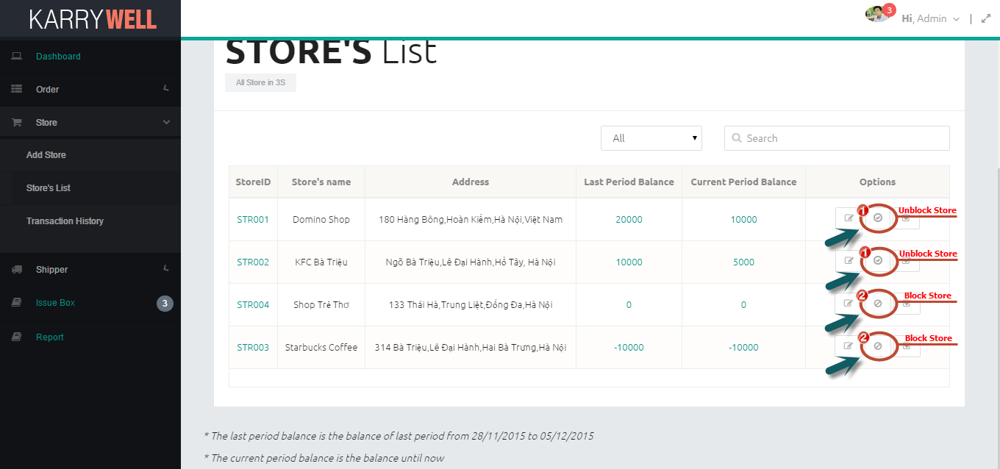 KARRYWELL
3
Hi, Admin
Dashboard
Order
Store
Add Store
Store's List
Transaction History
Shipper
Issue Box 3
Report
STORE'S List
All Store in 3S
All
Search
StoreID Store's name Address Last Period Balance Current Period Balance Options
STR001 Domino Shop 180 Hàng Bông,Hoàn Kiếm,Hà Nội,Việt Nam 20000 10000 1 Unblock Store
STR002 KFC Bà Triệu Ngõ Bà Triệu,Lê Đại Hành,Hồ Tây, Hà Nội 10000 5000 1 Unblock Store
STR004 Shop Trẻ Thơ 133 Thái Hà,Trung Liệt,Đống Đa,Hà Nội 0 0 2 Block Store
STR003 Starbucks Coffee 314 Bà Triệu,Lê Đại Hành,Hai Bà Trưng,Hà Nội -10000 -10000 2 Block Store
* The last period balance is the balance of last period from 28/11/2015 to 05/12/2015
* The current period balance is the balance until now